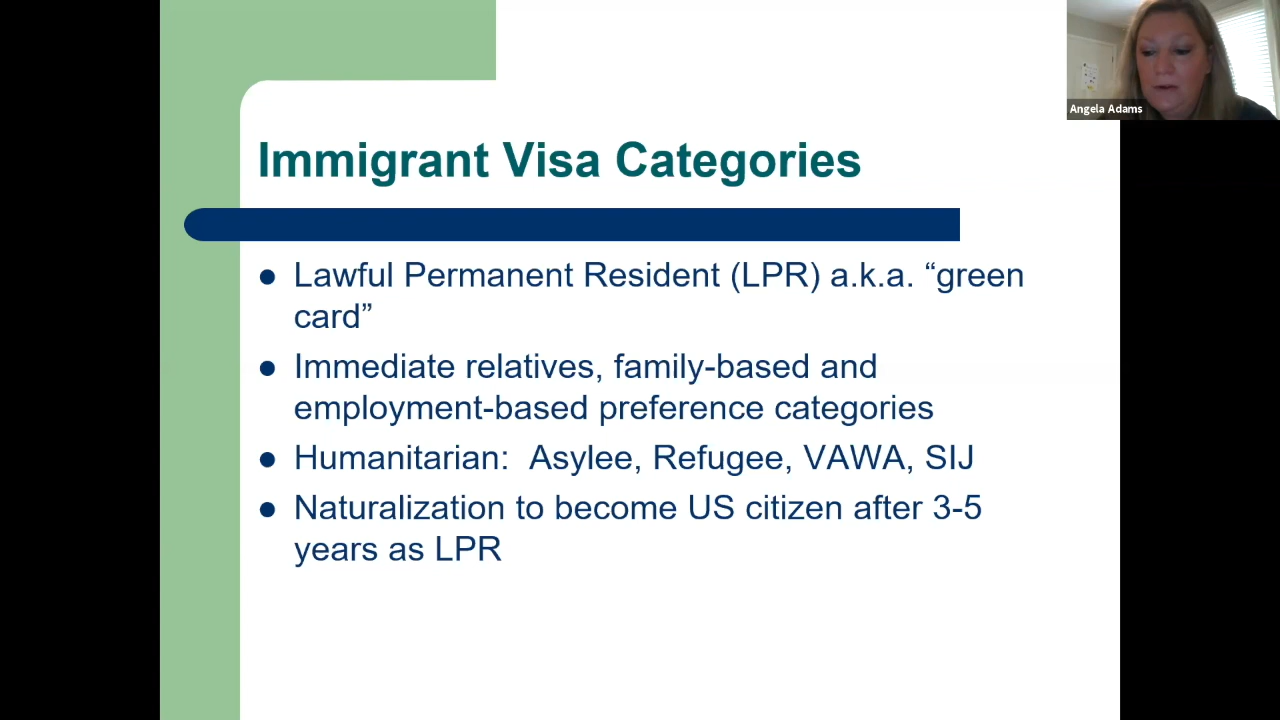 Angela Adams
Immigrant Visa Categories
● Lawful Permanent Resident (LPR) a.k.a. “green
card”
● Immediate relatives, family-based and
employment-based preference categories
● Humanitarian:  Asylee, Refugee, VAWA, SIJ
● Naturalization to become US citizen after 3-5
years as LPR